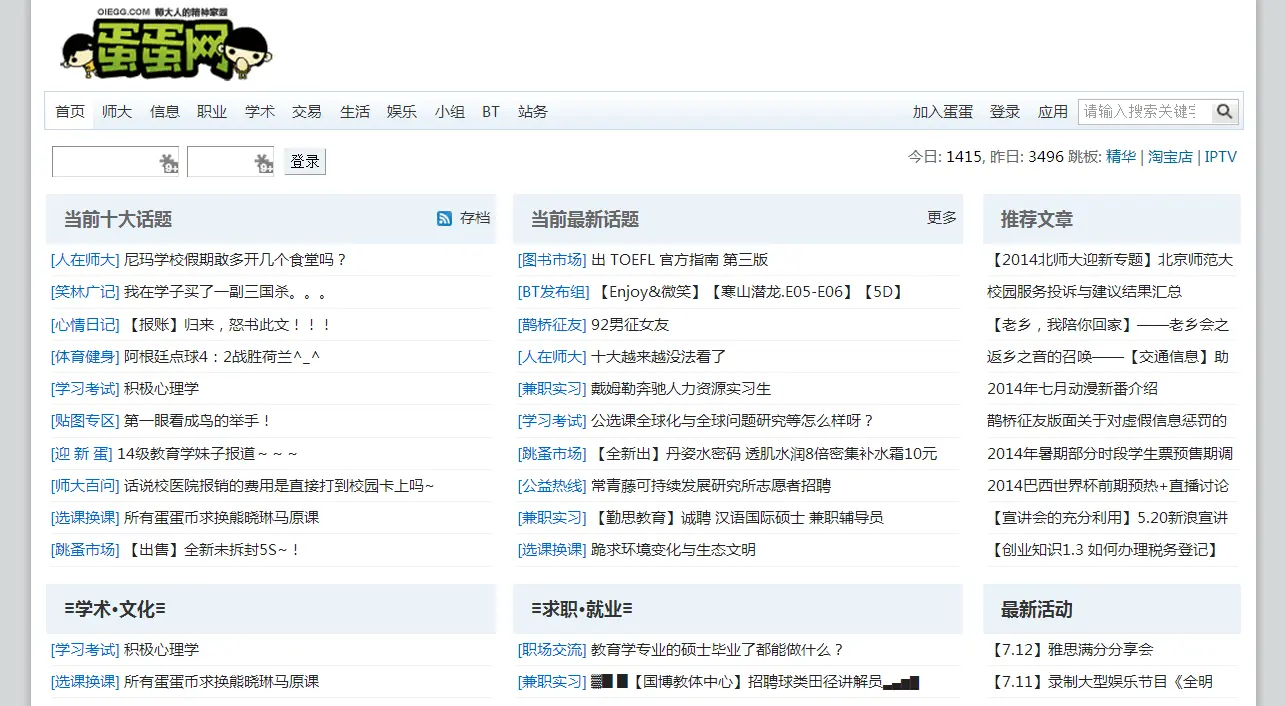 OIEGG.COM 师大人的精神家园
蛋蛋网
首页 师大 信息 职业 学术 交易 生活 娱乐 小组 BT 站务 加入蛋蛋 登录 应用 请输入搜索关键字
登录 今日: 1415, 昨日: 3496 跳板: 精华 | 淘宝店 | IPTV
当前十大话题 存档
[人在师大] 尼玛学校假期敢多开几个食堂吗？
[笑林广记] 我在学子买了一副三国杀。。。
[心情日记] 【报账】归来，怒书此文！！！
[体育健身] 阿根廷点球4：2战胜荷兰^_^
[学习考试] 积极心理学
[贴图专区] 第一眼看成鸟的举手！
[迎 新 蛋] 14级教育学妹子报道～～～
[师大百问] 话说校医院报销的费用是直接打到校园卡上吗~
[选课换课] 所有蛋蛋币求换熊晓琳马原课
[跳蚤市场] 【出售】全新未拆封5S~！
当前最新话题 更多
[图书市场] 出 TOEFL 官方指南 第三版
[BT发布组] 【Enjoy&微笑】【寒山潜龙.E05-E06】【5D】
[鹊桥征友] 92男征女友
[人在师大] 十大越来越没法看了
[兼职实习] 戴姆勒奔驰人力资源实习生
[学习考试] 公选课全球化与全球问题研究等怎么样呀？
[跳蚤市场] 【全新出】丹姿水密码 透肌水润8倍密集补水霜10元
[公益热线] 常青藤可持续发展研究所志愿者招聘
[兼职实习] 【勤思教育】诚聘 汉语国际硕士 兼职辅导员
[选课换课] 跪求环境变化与生态文明
推荐文章
【2014北师大迎新专题】北京师范大
校园服务投诉与建议结果汇总
【老乡，我陪你回家】——老乡会之
返乡之音的召唤——【交通信息】助
2014年七月动漫新番介绍
鹊桥征友版面关于对虚假信息惩罚的
2014年暑期部分时段学生票预售期调
2014巴西世界杯前期预热+直播讨论
【宣讲会的充分利用】5.20新浪宣讲
【创业知识1.3 如何办理税务登记】
≡学术•文化≡
[学习考试] 积极心理学
[选课换课] 所有蛋蛋币求换熊晓琳马原课
≡求职•就业≡
[职场交流] 教育学专业的硕士毕业了都能做什么？
[兼职实习] ▓█ █【国博教体中心】招聘球类田径讲解员▃▄▆█
最新活动
【7.12】雅思满分分享会
【7.11】录制大型娱乐节目《全明